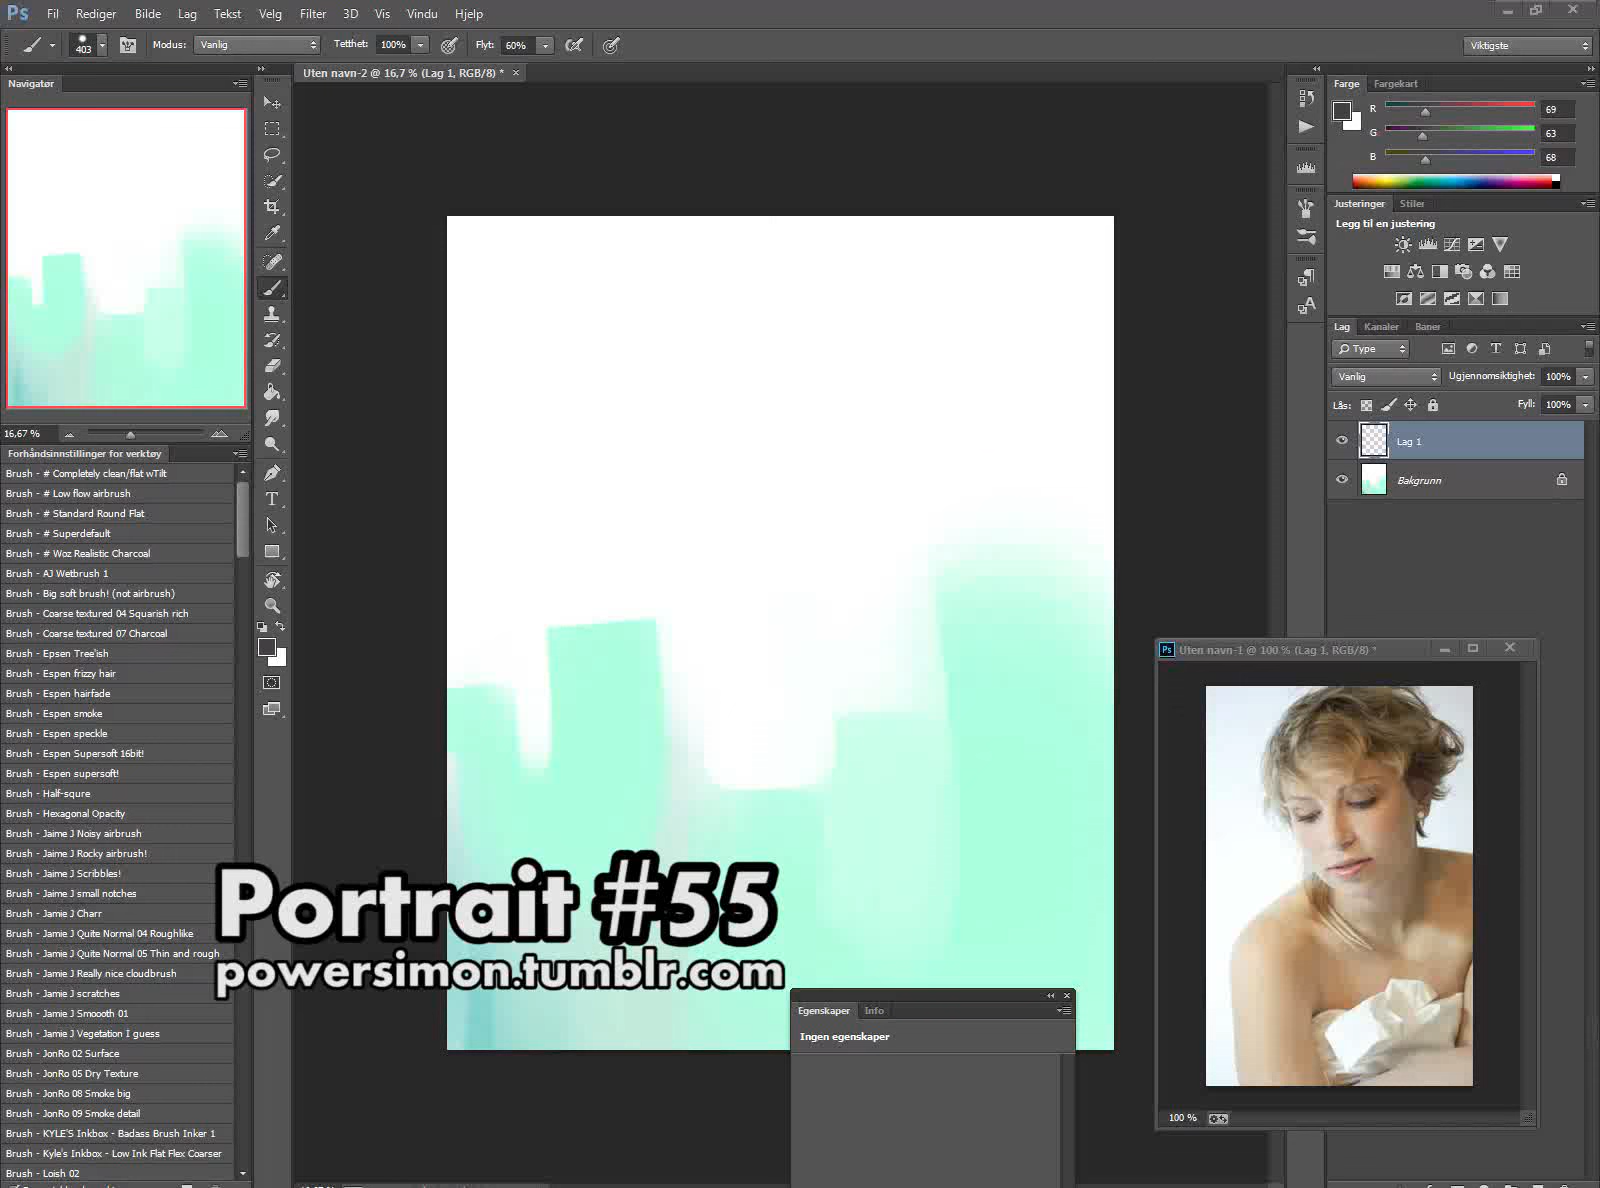 Ps Fil Rediger Bilde Lag Tekst Velg Filter 3D Vis Vindu Hjelp
403 Modus: Vanlig Tetthet: 100% Flyt: 60% Viktigste
Navigatør
Uten navn-2 @ 16,7 % (Lag 1, RGB/8) * ×
16,67 %
Forhåndsinnstillinger for verktøy
Brush - # Completely clean/flat wTilt
Brush - # Low flow airbrush
Brush - # Standard Round Flat
Brush - # Superdefault
Brush - # Woz Realistic Charcoal
Brush - AJ Wetbrush 1
Brush - Big soft brush! (not airbrush)
Brush - Coarse textured 04 Squarish rich
Brush - Coarse textured 07 Charcoal
Brush - Epsen Tree'ish
Brush - Espen frizzy hair
Brush - Espen hairfade
Brush - Espen smoke
Brush - Espen speckle
Brush - Espen Supersoft 16bit!
Brush - Espen supersoft!
Brush - Half-squre
Brush - Hexagonal Opacity
Brush - Jaime J Noisy airbrush
Brush - Jaime J Rocky airbrush!
Brush - Jaime J Scribbles!
Brush - Jaime J small notches
Brush - Jamie J Charr
Brush - Jamie J Quite Normal 04 Roughlike
Brush - Jamie J Quite Normal 05 Thin and rough
Brush - Jamie J Really nice cloudbrush
Brush - Jamie J scratches
Brush - Jamie J Smoooth 01
Brush - Jamie J Vegetation I guess
Brush - JonRo 02 Surface
Brush - JonRo 05 Dry Texture
Brush - JonRo 08 Smoke big
Brush - JonRo 09 Smoke detail
Brush - KYLE'S Inkbox - Badass Brush Inker 1
Brush - Kyle's Inkbox - Low Ink Flat Flex Coarser
Brush - Loish 02
Portrait #55
powersimon.tumblr.com
Egenskaper Info
Ingen egenskaper
Farge Fargekart
R 69
G 63
B 68
Justeringer Stiler
Legg til en justering
Lag Kanaler Baner
Type
Vanlig Ugjennomsiktighet: 100%
Lås: Fyll: 100%
Lag 1
Bakgrunn
Ps Uten navn-1 @ 100 % (Lag 1, RGB/8) *
100 %